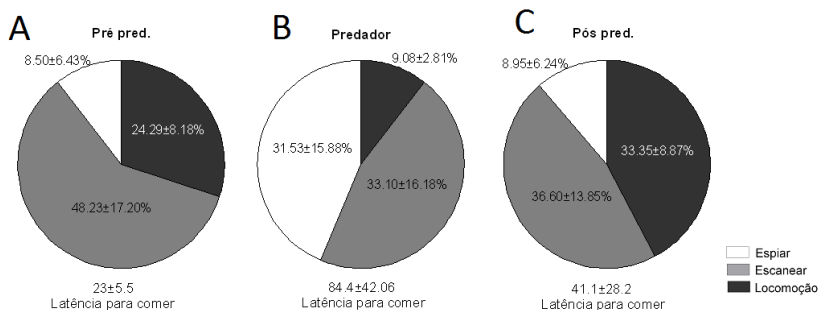 A
Pré pred.
8.50±6.43%
24.29±8.18%
48.23±17.20%
23±5.5
Latência para comer
B
Predador
9.08±2.81%
31.53±15.88%
33.10±16.18%
84.4±42.06
Latência para comer
C
Pós pred.
8.95±6.24%
33.35±8.87%
36.60±13.85%
41.1±28.2
Latência para comer
Espiar
Escanear
Locomoção